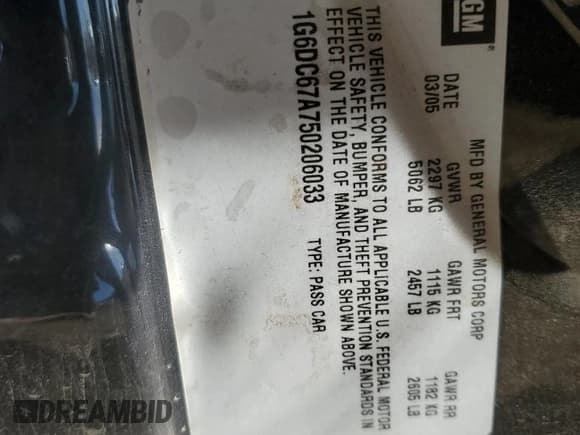 GM
®
MFD BY GENERAL MOTORS CORP
DATE GVWR GAWR FRT GAWR RR
03/05 2297 KG 1115 KG 1182 KG
5062 LB 2457 LB 2605 LB
THIS VEHICLE CONFORMS TO ALL APPLICABLE U.S. FEDERAL MOTOR
VEHICLE SAFETY, BUMPER, AND THEFT PREVENTION STANDARDS IN
EFFECT ON THE DATE OF MANUFACTURE SHOWN ABOVE.
1G6DC67A750206033 TYPE: PASS CAR
DREAMBID